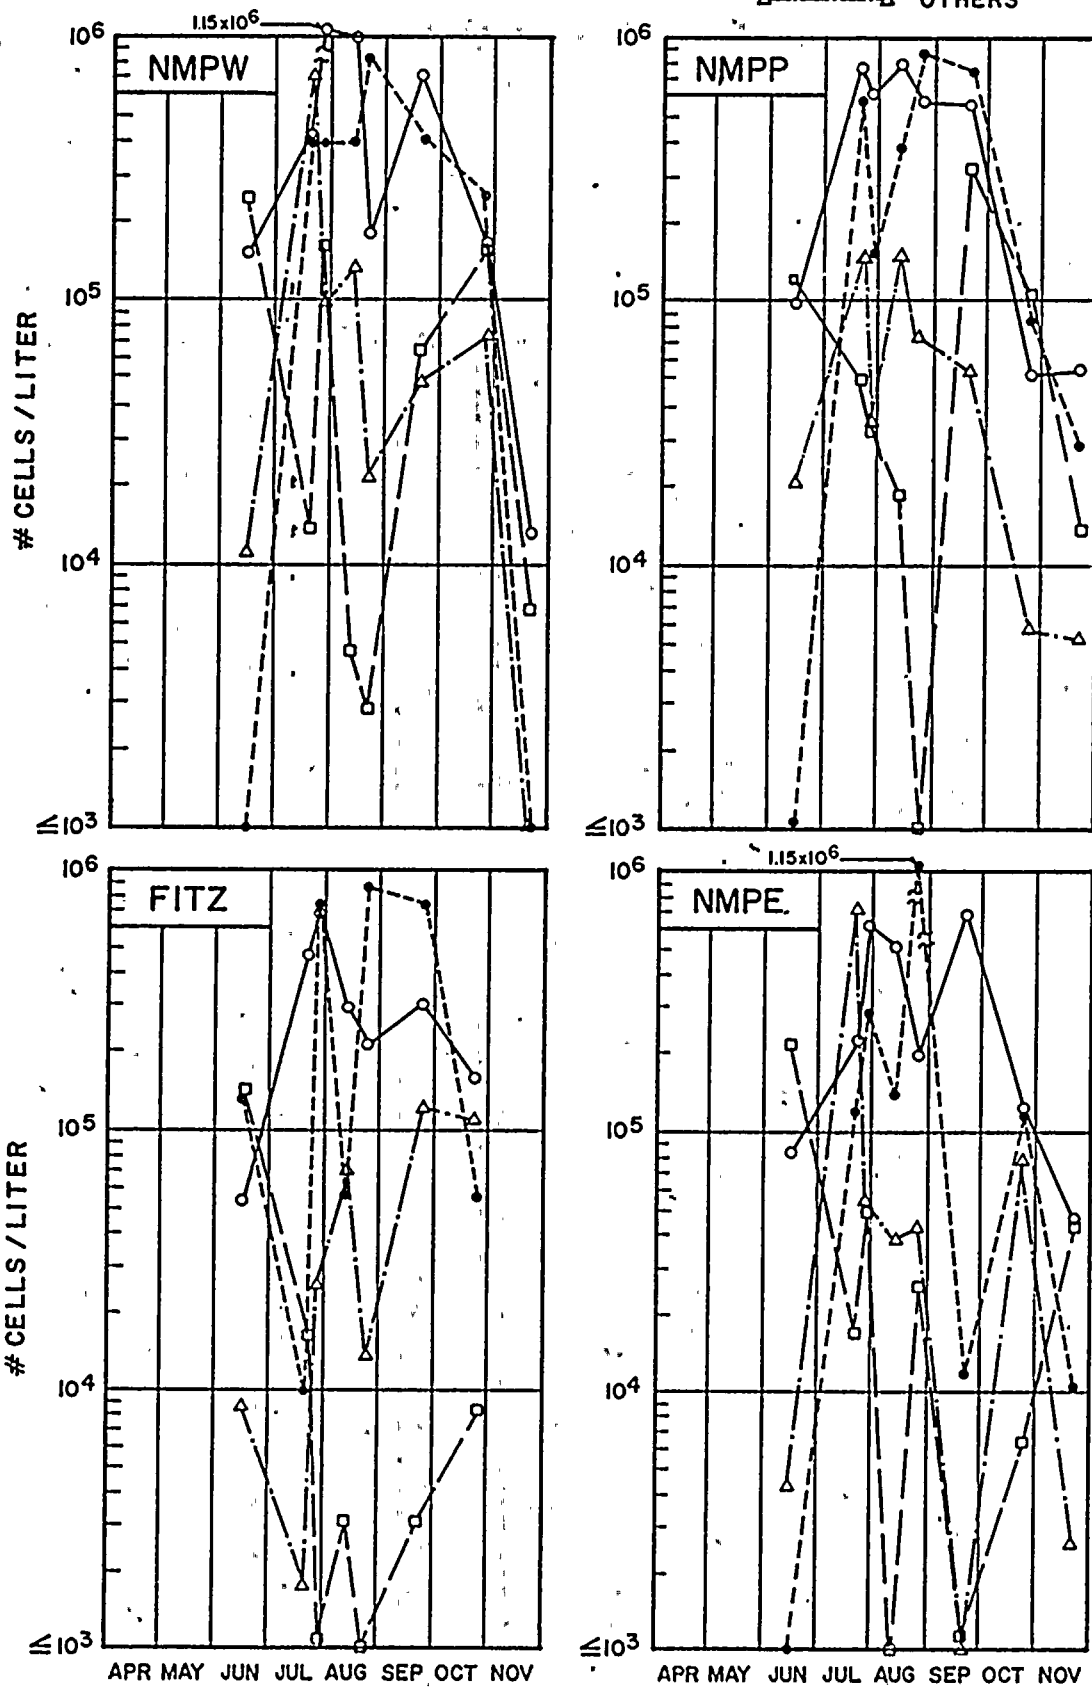 OTHERS
1.15x10⁶
10⁶
NMPW
10⁵
10⁴
≤10³
# CELLS / LITER
10⁶
NMPP
10⁵
10⁴
≤10³
10⁶
FITZ
10⁵
10⁴
≤10³
# CELLS / LITER
APR MAY JUN JUL AUG SEP OCT NOV
1.15x10⁶
10⁶
NMPE
10⁵
10⁴
≤10³
APR MAY JUN JUL AUG SEP OCT NOV